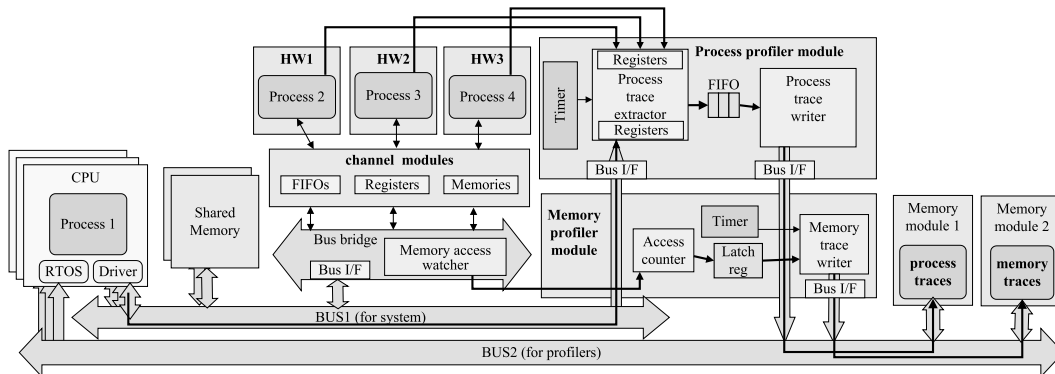 HW1
HW2
HW3
Process 2
Process 3
Process 4
channel modules
FIFOs
Registers
Memories
Process profiler module
Timer
Registers
Process
trace
extractor
Registers
FIFO
Process
trace
writer
Bus I/F
Bus I/F
CPU
Process 1
RTOS
Driver
Shared
Memory
Bus bridge
Bus I/F
Memory access
watcher
Memory
profiler
module
Timer
Access
counter
Latch
reg
Memory
trace
writer
Bus I/F
Memory
module 1
process
traces
Memory
module 2
memory
traces
BUS1 (for system)
BUS2 (for profilers)